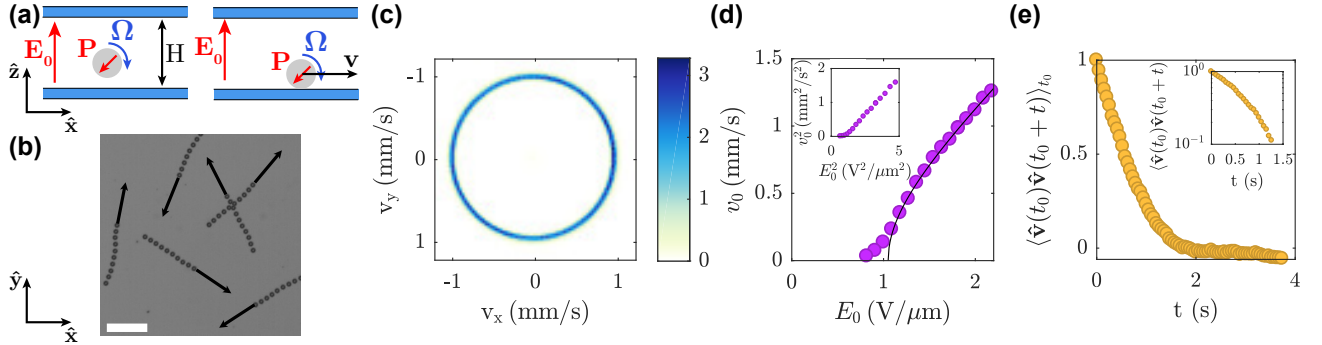 (a)
E₀
P
Ω
H
E₀
P
Ω
v
ẑ
x̂
(b)
ŷ
x̂
(c)
-1
0
1
v_y (mm/s)
-1
0
1
v_x (mm/s)
3
2
1
0
(d)
v₀ (mm/s)
1.5
1
0.5
0
0
1
2
E₀ (V/μm)
v₀² (mm²/s²)
2
1
0
0
5
E₀² (V²/μm²)
(e)
⟨v̂(t₀)v̂(t₀ + t)⟩_{t₀}
1
0.5
0
0
2
4
t (s)
⟨v̂(t₀)v̂(t₀ + t)⟩
10⁰
10⁻¹
0
0.5
1
1.5
t (s)